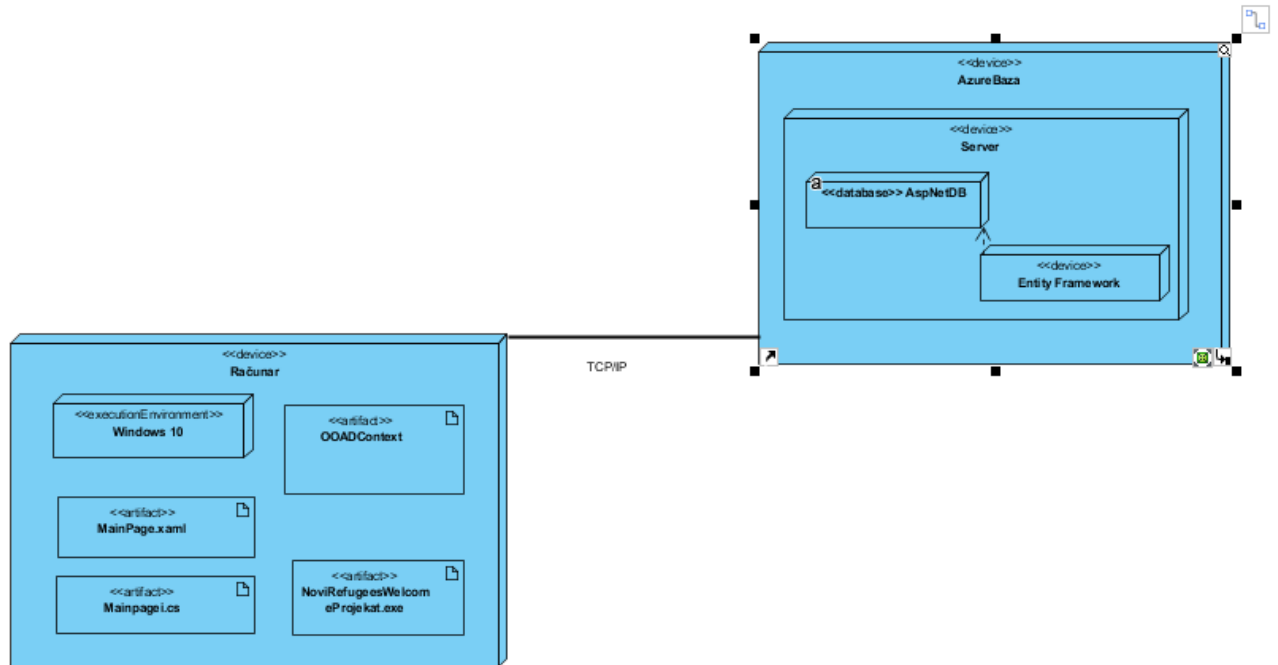 <<device>>
AzureBaza
<<device>>
Server
a
<<database>> AspNetDB
<<device>>
Entity Framework
TCP/IP
<<device>>
Računar
<<executionEnvironment>>
Windows 10
<<artifact>>
OOADContext
<<artifact>>
MainPage.xaml
<<artifact>>
Mainpagei.cs
<<artifact>>
NoviRefugeesWelcom
eProjekat.exe